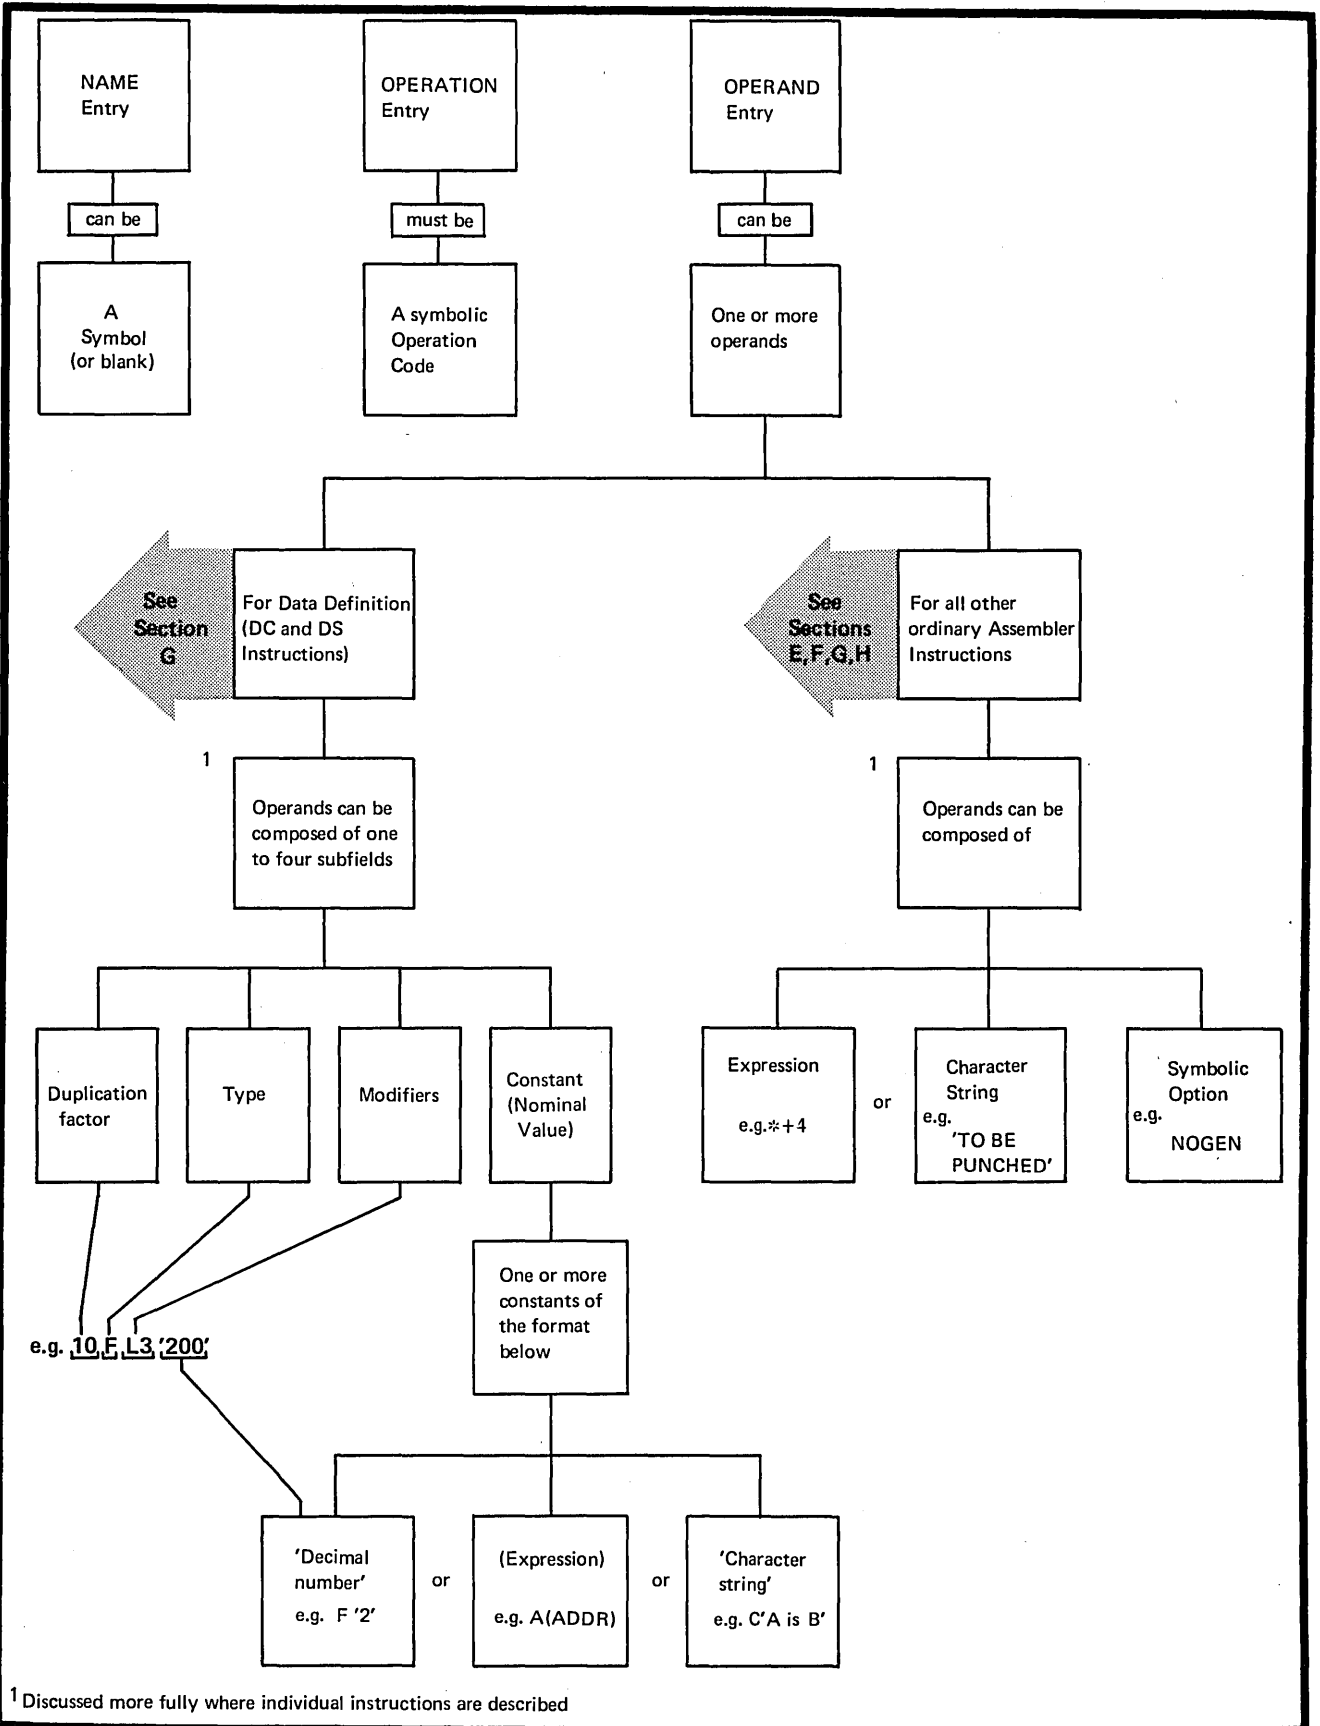 NAME
Entry
OPERATION
Entry
OPERAND
Entry
can be
must be
can be
A
Symbol
(or blank)
A symbolic
Operation
Code
One or more
operands
See
Section
G
For Data Definition
(DC and DS
Instructions)
See
Sections
E,F,G,H
For all other
ordinary Assembler
Instructions
1
Operands can be
composed of one
to four subfields
1
Operands can be
composed of
Duplication
factor
Type
Modifiers
Constant
(Nominal
Value)
Expression
e.g.*+4
or
Character
String
e.g.
'TO BE
PUNCHED'
Symbolic
Option
e.g.
NOGEN
One or more
constants of
the format
below
e.g. 10 F L3 '200'
'Decimal
number'
e.g. F '2'
or
(Expression)
e.g. A(ADDR)
or
'Character
string'
e.g. C'A is B'
1 Discussed more fully where individual instructions are described